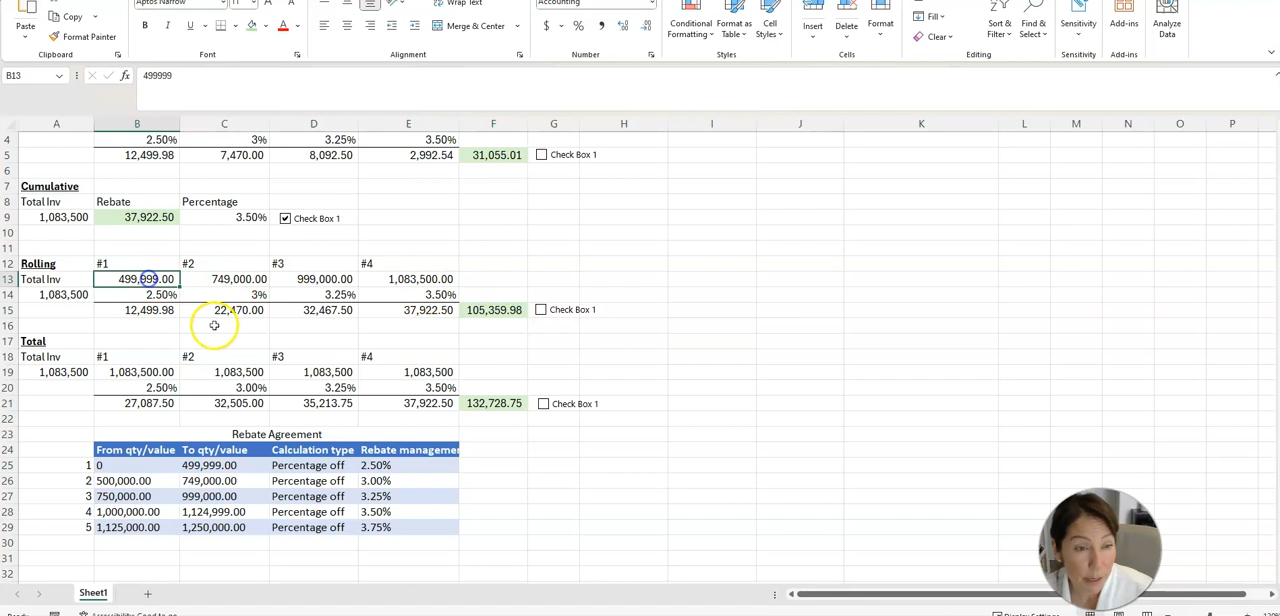 Aptos Narrow 11 Accounting Wrap Text
Paste Copy B I U $ % 9 Conditional Formatting Format as Table Cell Styles Insert Delete Format Fill Sort & Filter Find & Select Sensitivity Add-ins Analyze Data
Format Painter Merge & Center Clear
Clipboard Font Alignment Number Styles Cells Editing Sensitivity Add-ins
B13 fx 499999
A B C D E F G H I J K L M N O P
4 2.50% 3% 3.25% 3.50%
5 12,499.98 7,470.00 8,092.50 2,992.54 31,055.01 Check Box 1
6
7 Cumulative
8 Total Inv Rebate Percentage
9 1,083,500 37,922.50 3.50% Check Box 1
10
11
12 Rolling #1 #2 #3 #4
13 Total Inv 499,999.00 749,000.00 999,000.00 1,083,500.00
14 1,083,500 2.50% 3% 3.25% 3.50%
15 12,499.98 22,470.00 32,467.50 37,922.50 105,359.98 Check Box 1
16
17 Total
18 Total Inv #1 #2 #3 #4
19 1,083,500 1,083,500.00 1,083,500 1,083,500 1,083,500
20 2.50% 3.00% 3.25% 3.50%
21 27,087.50 32,505.00 35,213.75 37,922.50 132,728.75 Check Box 1
22
23 Rebate Agreement
24 From qty/value To qty/value Calculation type Rebate managemen
25 1 0 499,999.00 Percentage off 2.50%
26 2 500,000.00 749,000.00 Percentage off 3.00%
27 3 750,000.00 999,000.00 Percentage off 3.25%
28 4 1,000,000.00 1,124,999.00 Percentage off 3.50%
29 5 1,125,000.00 1,250,000.00 Percentage off 3.75%
30
31
32
Sheet1